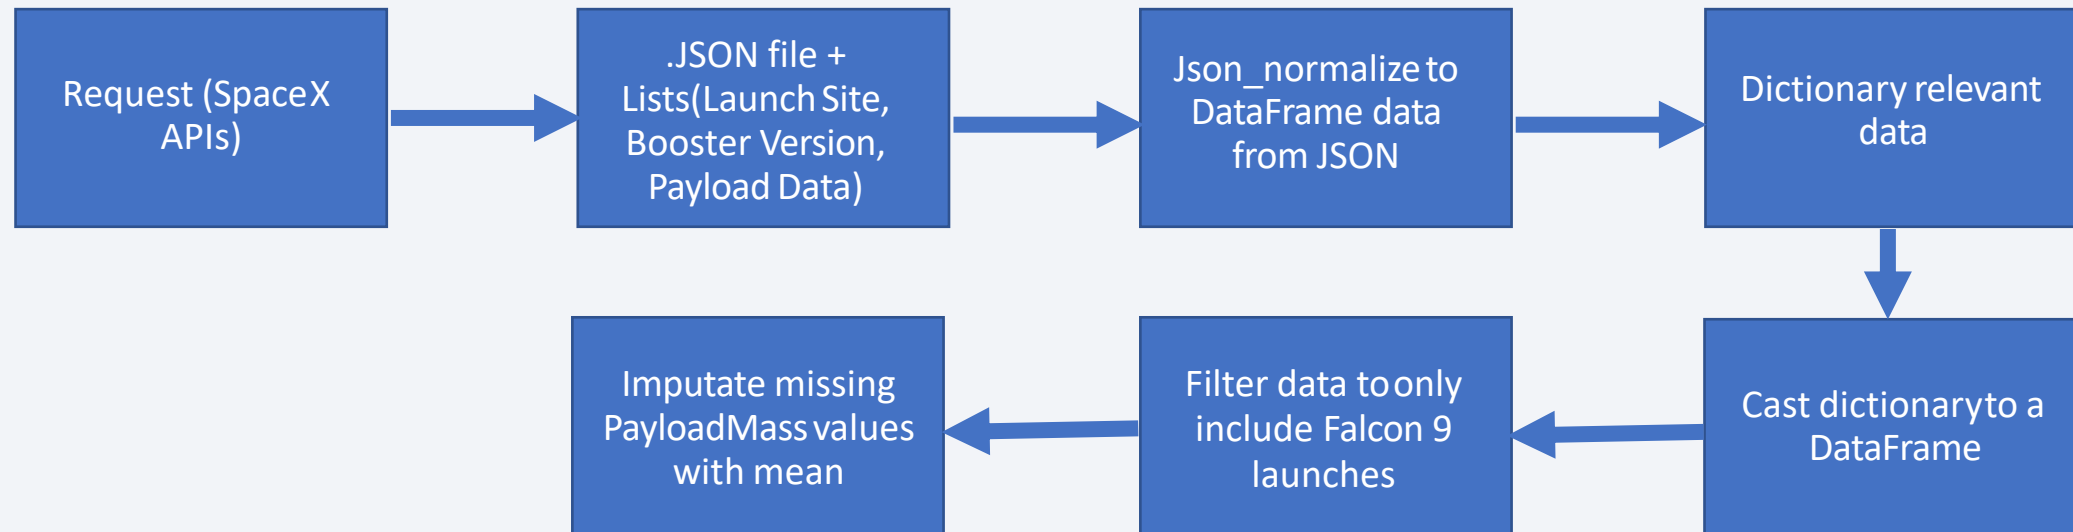 Request (SpaceX
APIs)
.JSON file +
Lists(Launch Site,
Booster Version,
Payload Data)
Json_normalize to
DataFrame data
from JSON
Dictionary relevant
data
Cast dictionary to a
DataFrame
Filter data to only
include Falcon 9
launches
Imputate missing
PayloadMass values
with mean